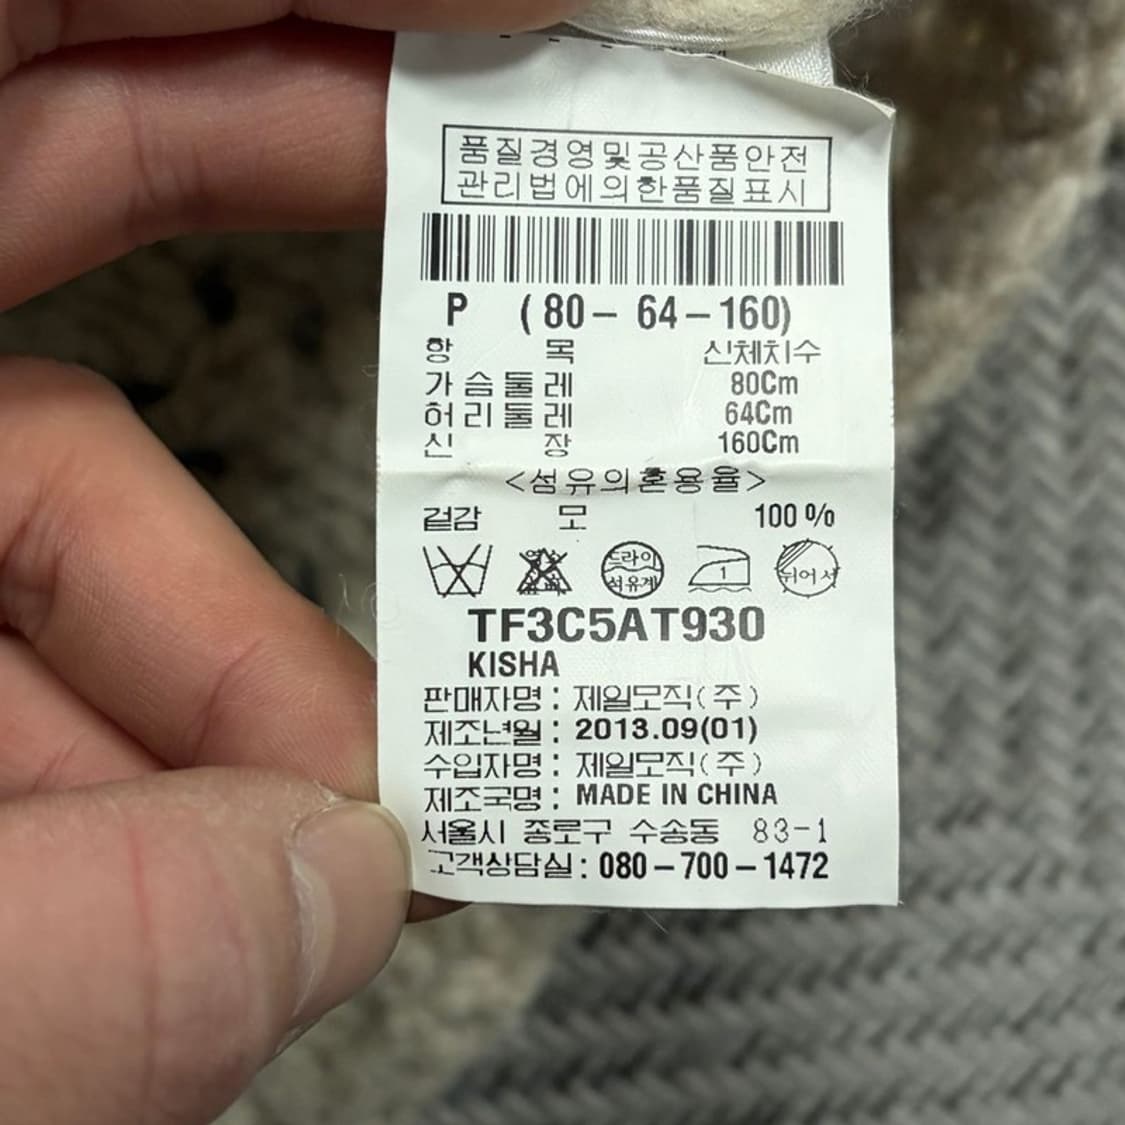 품질경영및공산품안전
관리법에의한품질표시
P (80-64-160)
항 목 신체치수
가슴둘레 80Cm
허리둘레 64Cm
신 장 160Cm
<섬유의혼용율>
겉감 모 100%
드라이
석유계
1
뉘어서
TF3C5AT930
KISHA
판매자명 : 제일모직(주)
제조년월 : 2013.09(01)
수입자명 : 제일모직(주)
제조국명 : MADE IN CHINA
서울시 종로구 수송동 83-1
고객상담실 : 080-700-1472